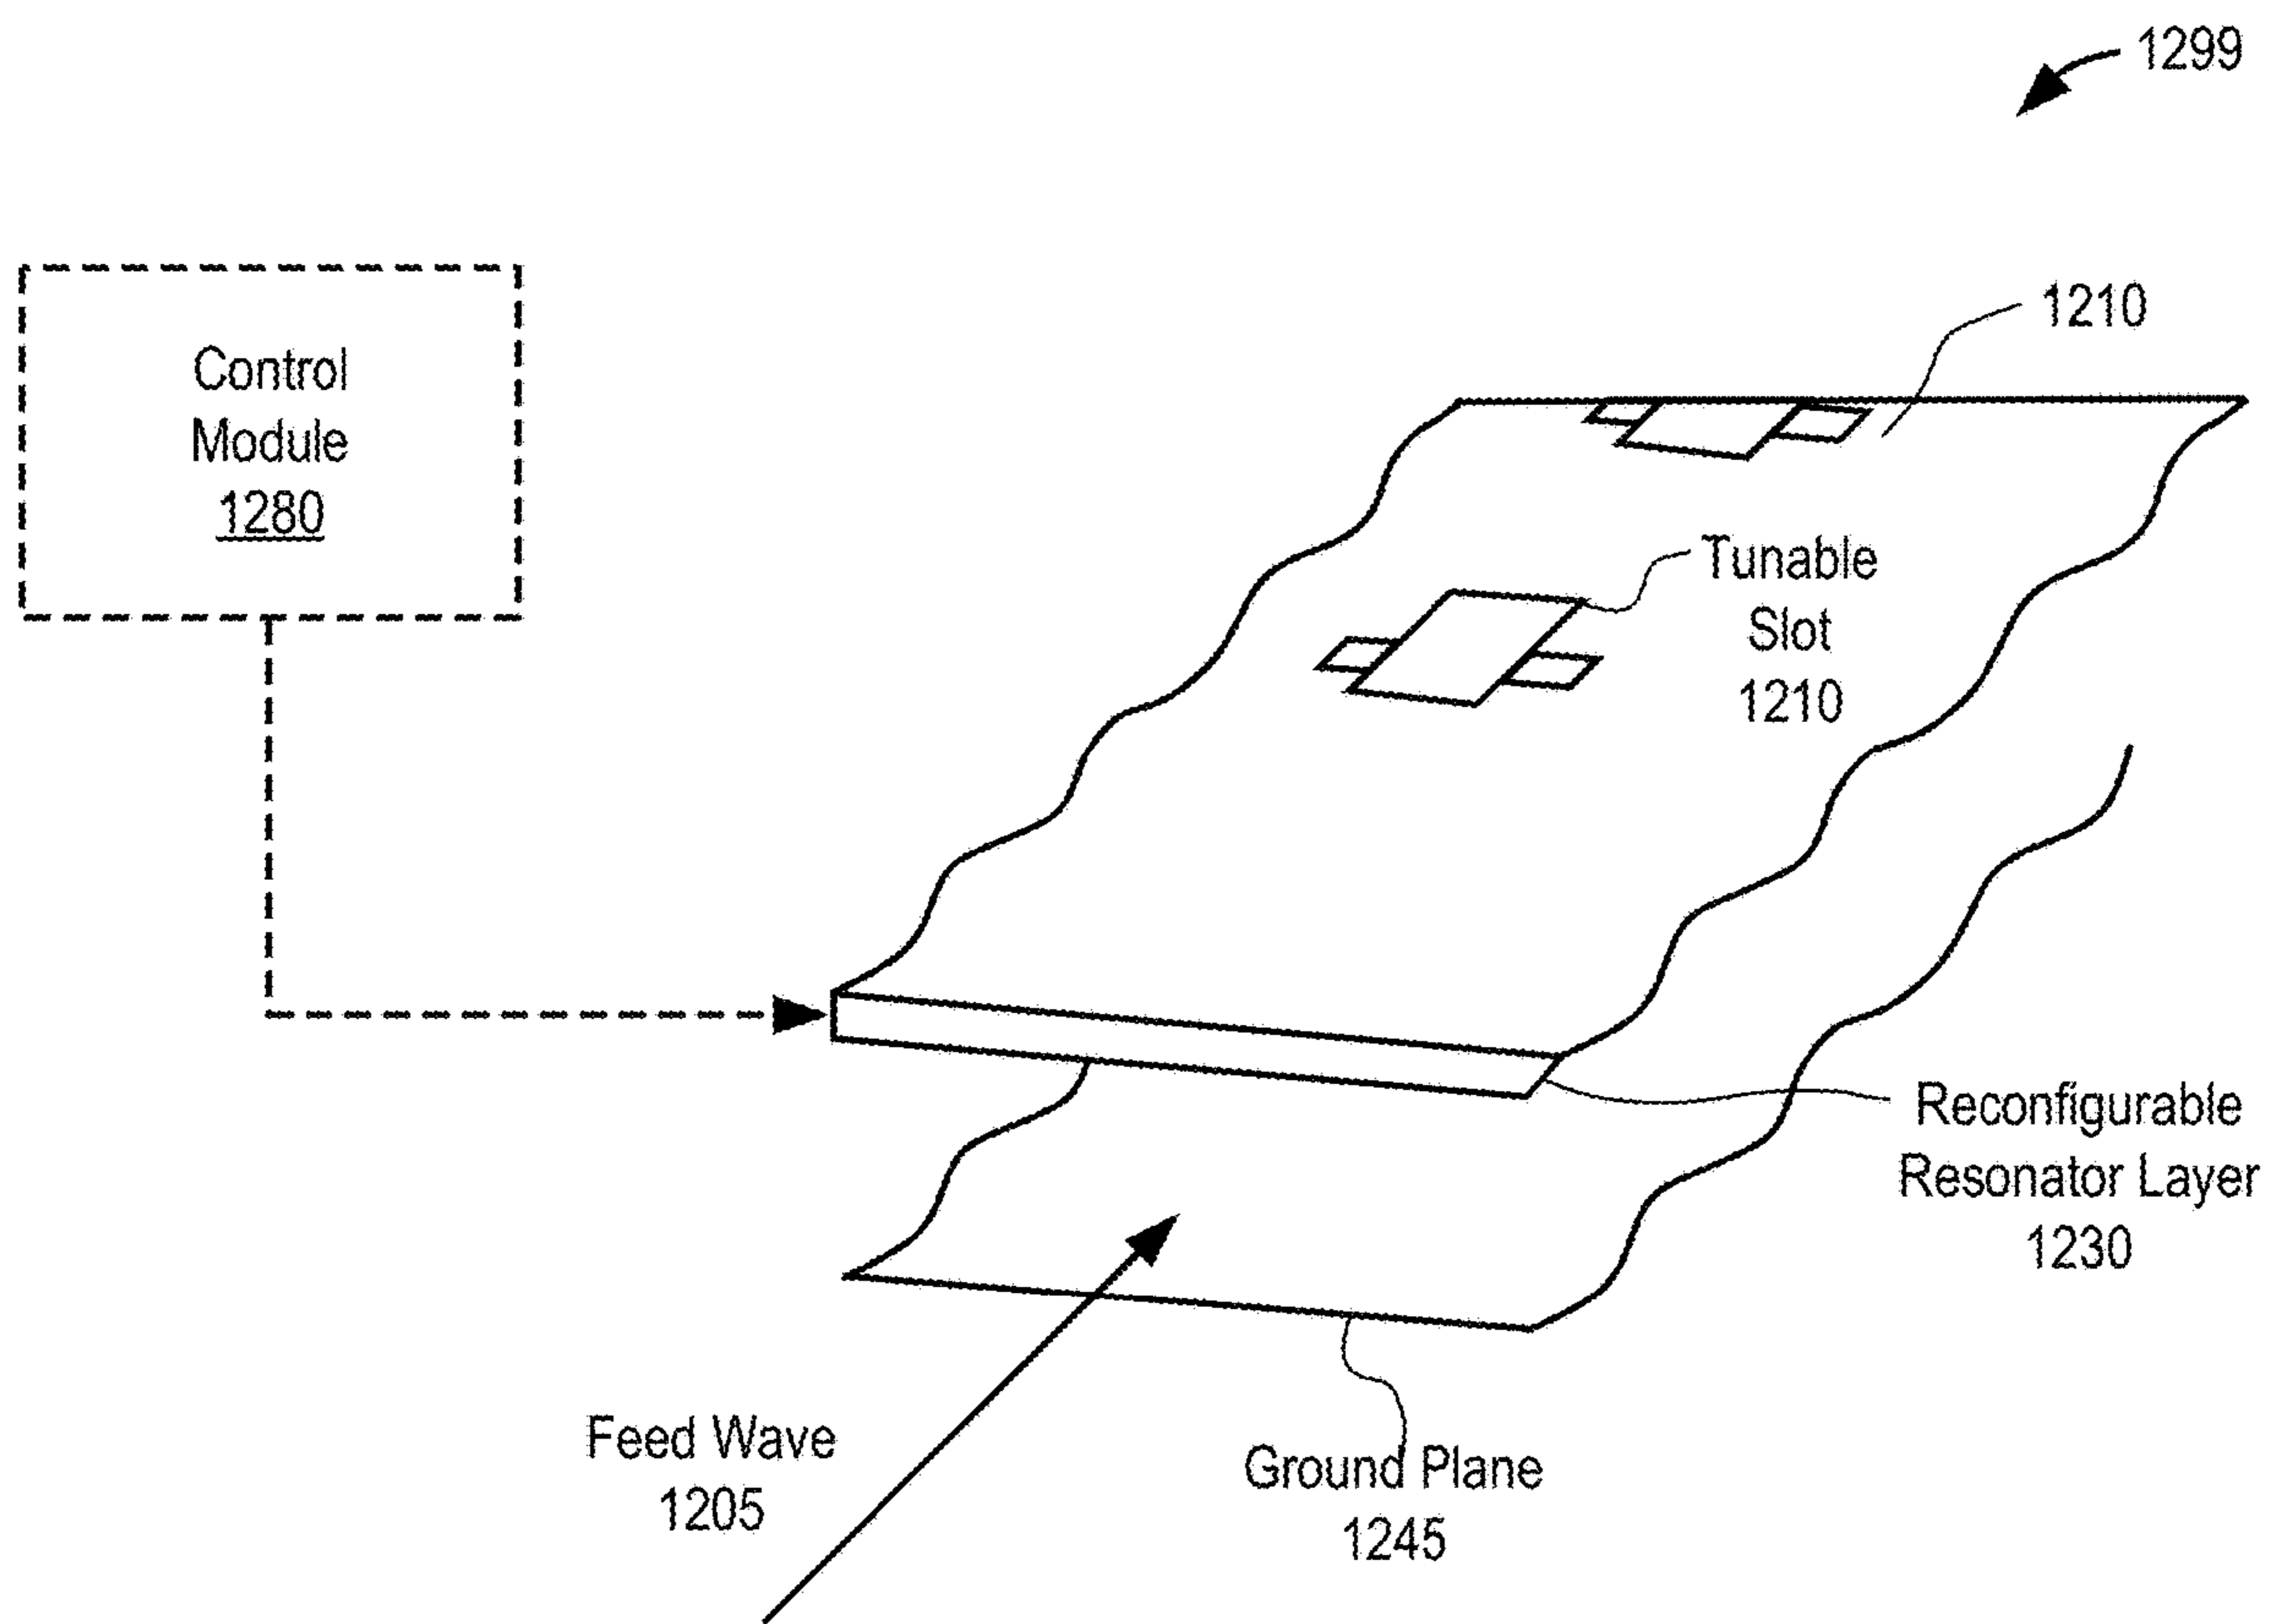 1299
1210
Control
Module
1280
Tunable
Slot
1210
Reconfigurable
Resonator Layer
1230
Feed Wave
1205
Ground Plane
1245